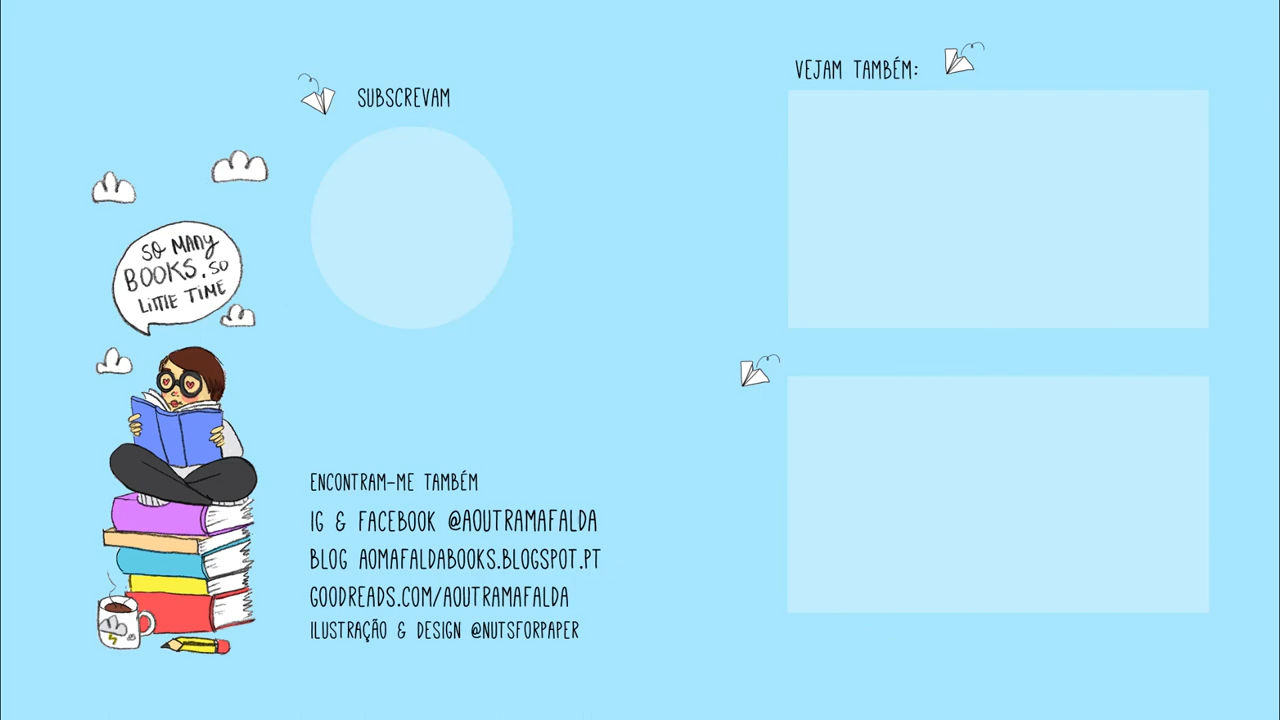 VEJAM TAMBÉM:
SUBSCREVAM
SO MANY
BOOKS, SO
LITTLE TIME
ENCONTRAM-ME TAMBÉM
IG & FACEBOOK @AOUTRAMAFALDA
BLOG AOMAFALDABOOKS.BLOGSPOT.PT
GOODREADS.COM/AOUTRAMAFALDA
ILUSTRAÇÃO & DESIGN @NUTSFORPAPER